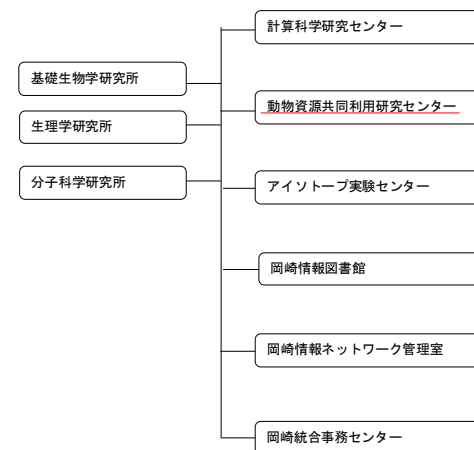 計算科学研究センター
基礎生物学研究所
動物資源共同利用研究センター
生理学研究所
分子科学研究所
アイソトープ実験センター
岡崎情報図書館
岡崎情報ネットワーク管理室
岡崎統合事務センター